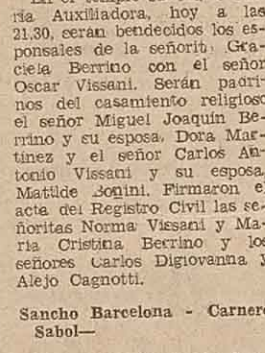 ría Auxiliadora, hoy a las
21.30, serán bendecidos los es-
ponsales de la señorit. Gra-
ciela Berrino con el señor
Oscar Vissani. Serán padri-
nos del casamiento religioso
el señor Miguel Joaquín Be-
rrino y su esposa, Dora Mar-
tínez y el señor Carlos An-
tonio Vissani y su esposa
Matilde Bonini. Firmaron e
acta del Registro Civil las se-
ñoritas Norma Vissani y Ma-
ría Cristina Berrino y los
señores Carlos Digiovanna y
Alejo Cagnotti.
Sancho Barcelona - Carnero
Sabol—